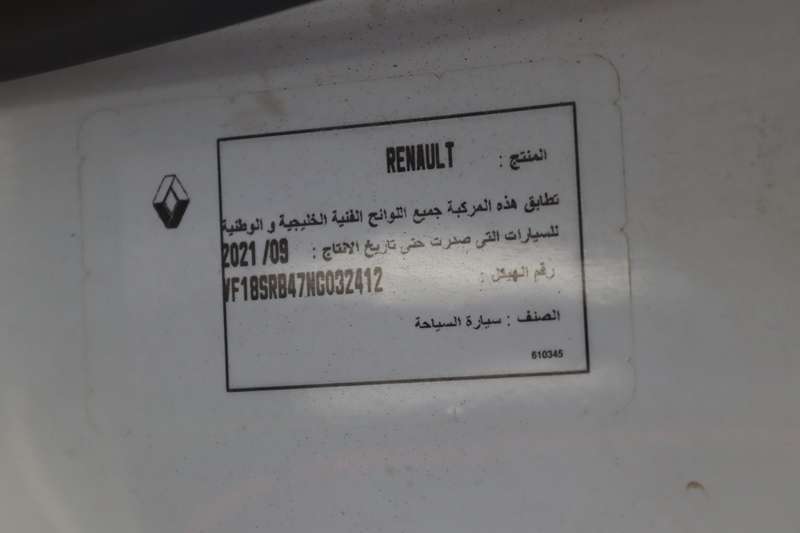 المنتج : RENAULT
تطابق هذه المركبة جميع اللوائح الفنية الخليجية و الوطنية
للسيارات التي صدرت حتى تاريخ الانتاج : 2021 /09
رقم الهيكل : VF18SRB47NG032412
الصنف : سيارة السياحة
610345